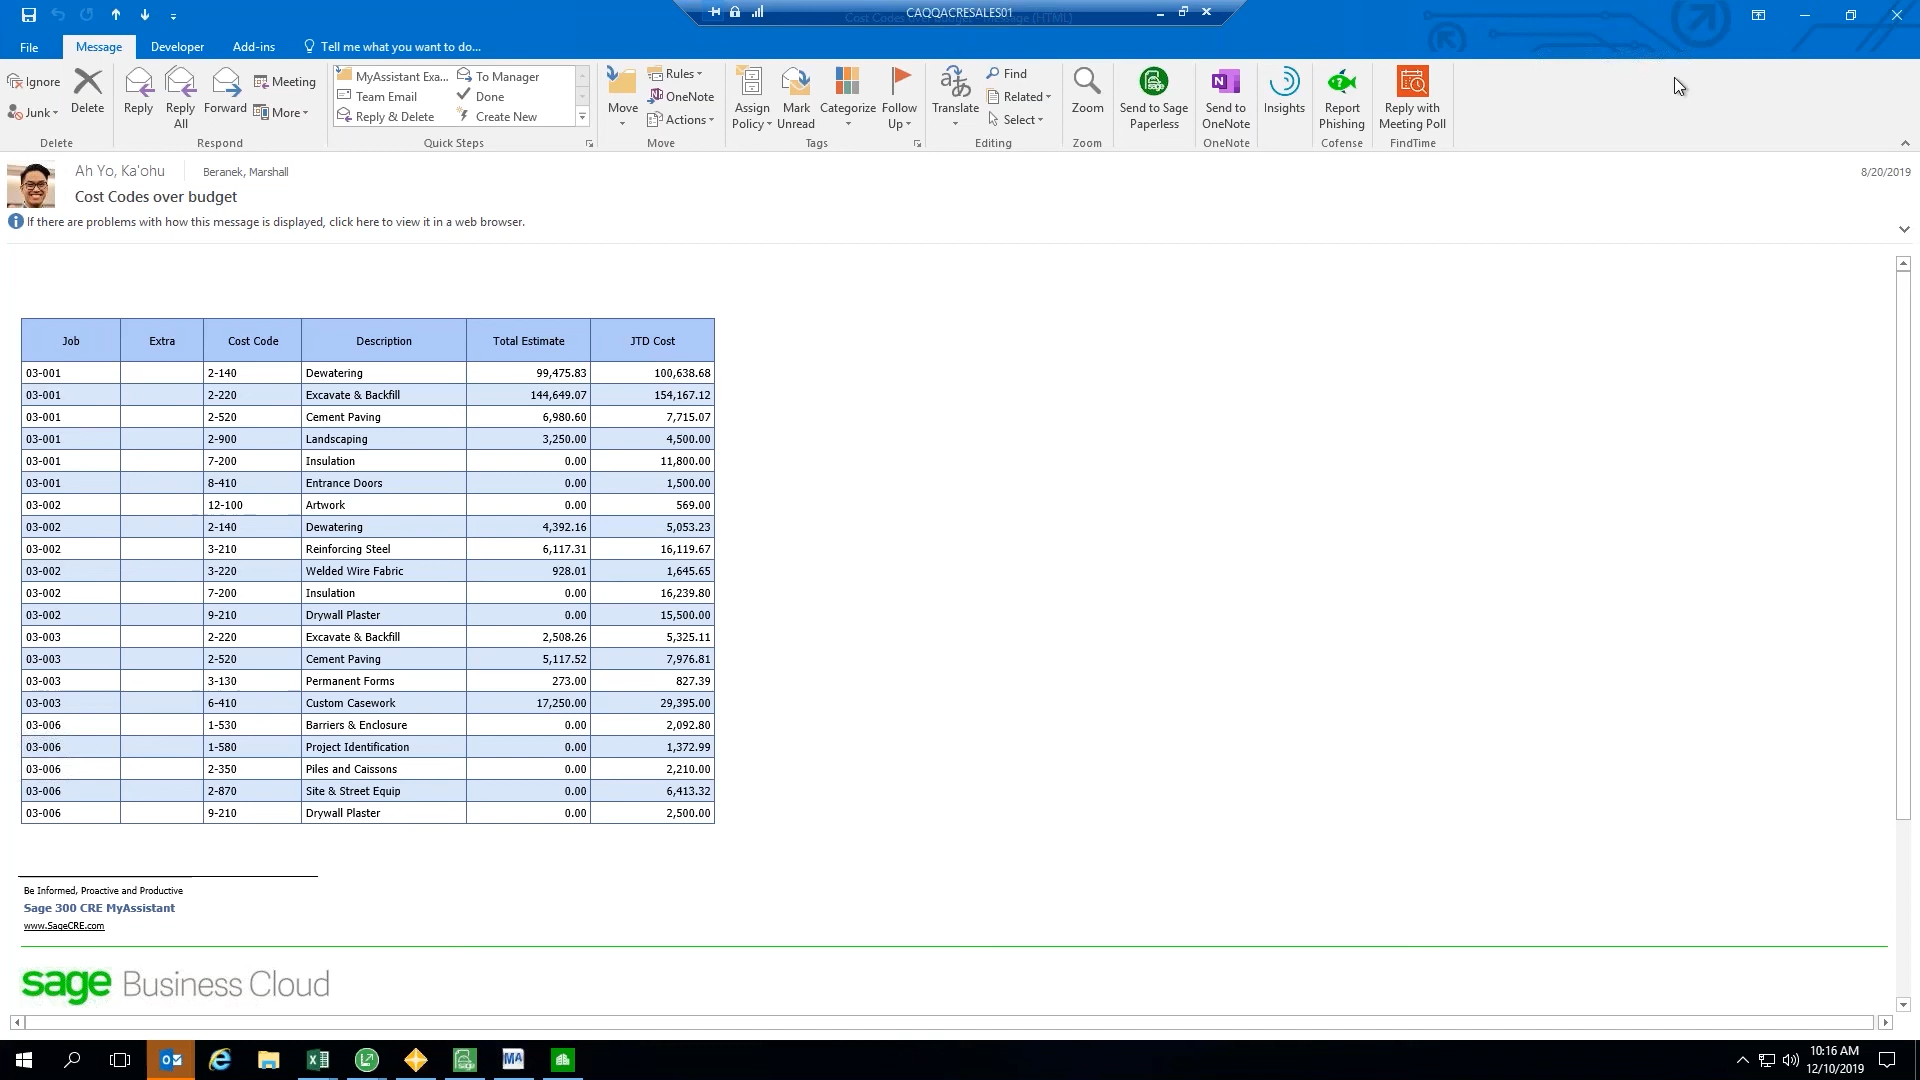 CAQQACRESALES01
File Message Developer Add-ins Tell me what you want to do...
Ignore
Junk
Delete
Reply
Reply All
Forward
Meeting
More
MyAssistant Exa... To Manager
Team Email Done
Reply & Delete Create New
Move
Rules
OneNote
Actions
Assign Policy
Mark Unread
Categorize
Follow Up
Translate
Find
Related
Select
Zoom
Send to Sage Paperless
Send to OneNote
Insights
Report Phishing
Reply with Meeting Poll
Delete Respond Quick Steps Move Tags Editing Zoom OneNote Cofense FindTime
Ah Yo, Ka'ohu Beranek, Marshall 8/20/2019
Cost Codes over budget
If there are problems with how this message is displayed, click here to view it in a web browser.
Job Extra Cost Code Description Total Estimate JTD Cost
03-001 2-140 Dewatering 99,475.83 100,638.68
03-001 2-220 Excavate & Backfill 144,649.07 154,167.12
03-001 2-520 Cement Paving 6,980.60 7,715.07
03-001 2-900 Landscaping 3,250.00 4,500.00
03-001 7-200 Insulation 0.00 11,800.00
03-001 8-410 Entrance Doors 0.00 1,500.00
03-002 12-100 Artwork 0.00 569.00
03-002 2-140 Dewatering 4,392.16 5,053.23
03-002 3-210 Reinforcing Steel 6,117.31 16,119.67
03-002 3-220 Welded Wire Fabric 928.01 1,645.65
03-002 7-200 Insulation 0.00 16,239.80
03-002 9-210 Drywall Plaster 0.00 15,500.00
03-003 2-220 Excavate & Backfill 2,508.26 5,325.11
03-003 2-520 Cement Paving 5,117.52 7,976.81
03-003 3-130 Permanent Forms 273.00 827.39
03-003 6-410 Custom Casework 17,250.00 29,395.00
03-006 1-530 Barriers & Enclosure 0.00 2,092.80
03-006 1-580 Project Identification 0.00 1,372.99
03-006 2-350 Piles and Caissons 0.00 2,210.00
03-006 2-870 Site & Street Equip 0.00 6,413.32
03-006 9-210 Drywall Plaster 0.00 2,500.00
Be Informed, Proactive and Productive
Sage 300 CRE MyAssistant
www.SageCRE.com
sage Business Cloud
10:16 AM
12/10/2019